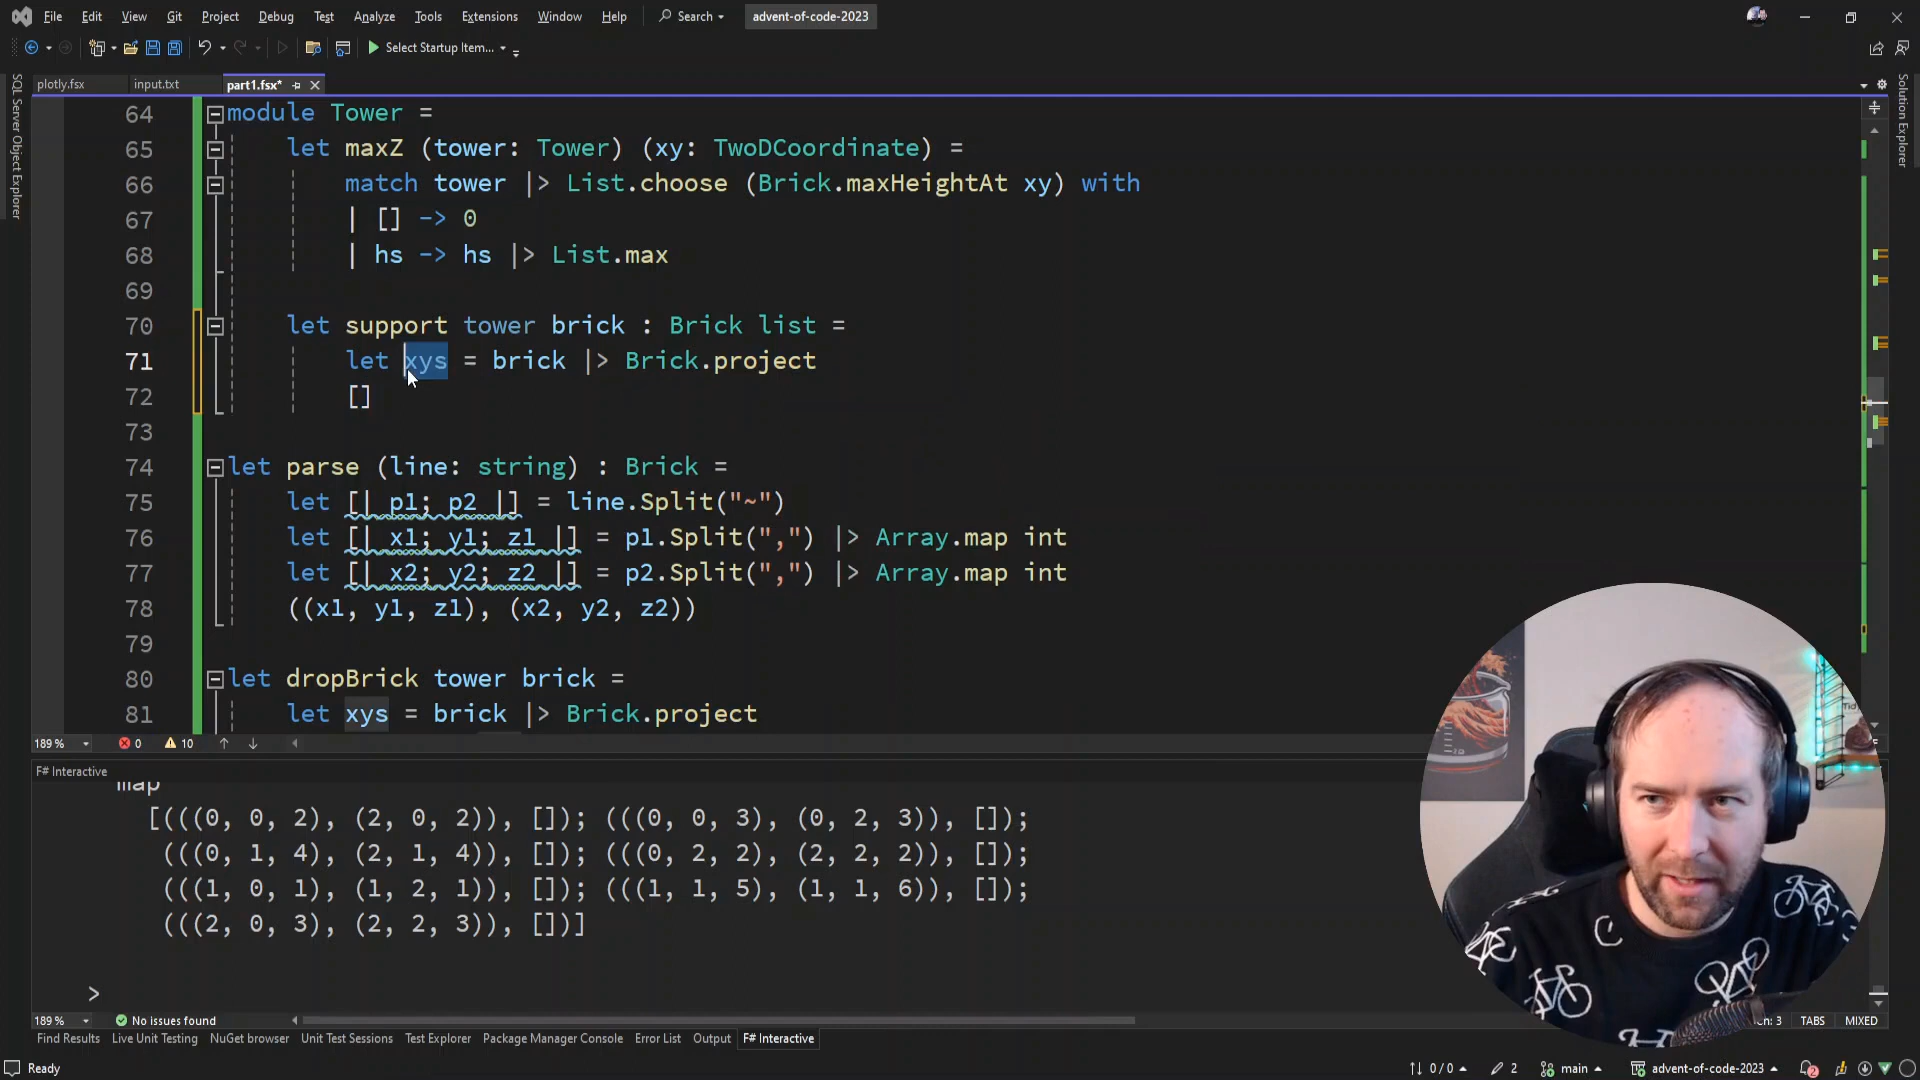 File Edit View Git Project Debug Test Analyze Tools Extensions Window Help Search advent-of-code-2023
Select Startup Item...
plotly.fsx input.txt part1.fsx*
SQL Server Object Explorer
Solution Explorer
64 module Tower =
65 let maxZ (tower: Tower) (xy: TwoDCoordinate) =
66 match tower |> List.choose (Brick.maxHeightAt xy) with
67 | [] -> 0
68 | hs -> hs |> List.max
69
70 let support tower brick : Brick list =
71 let xys = brick |> Brick.project
72 []
73
74 let parse (line: string) : Brick =
75 let [| p1; p2 |] = line.Split("~")
76 let [| x1; y1; z1 |] = p1.Split(",") |> Array.map int
77 let [| x2; y2; z2 |] = p2.Split(",") |> Array.map int
78 ((x1, y1, z1), (x2, y2, z2))
79
80 let dropBrick tower brick =
81 let xys = brick |> Brick.project
189 % 0 10
F# Interactive
map
[(((0, 0, 2), (2, 0, 2)), []); (((0, 0, 3), (0, 2, 3)), []);
(((0, 1, 4), (2, 1, 4)), []); (((0, 2, 2), (2, 2, 2)), []);
(((1, 0, 1), (1, 2, 1)), []); (((1, 1, 5), (1, 1, 6)), []);
(((2, 0, 3), (2, 2, 3)), [])]
>
189 % No issues found Ch: 3 TABS MIXED
Find Results Live Unit Testing NuGet browser Unit Test Sessions Test Explorer Package Manager Console Error List Output F# Interactive
Ready 0 / 0 2 main advent-of-code-2023 2